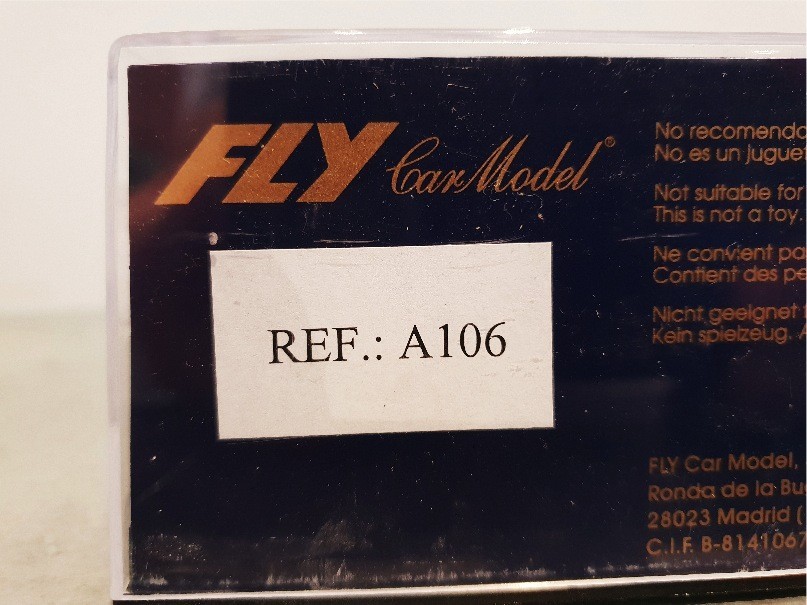 FLY Car Model®
No recomenda
No es un juguet
Not suitable for
This is not a toy.
Ne convient pa
Contient des pe
Nicht geeignet f
Kein spielzeug. A
REF.: A106
FLY Car Model,
Ronda de la Bu
28023 Madrid (
C.I.F. B-8141067